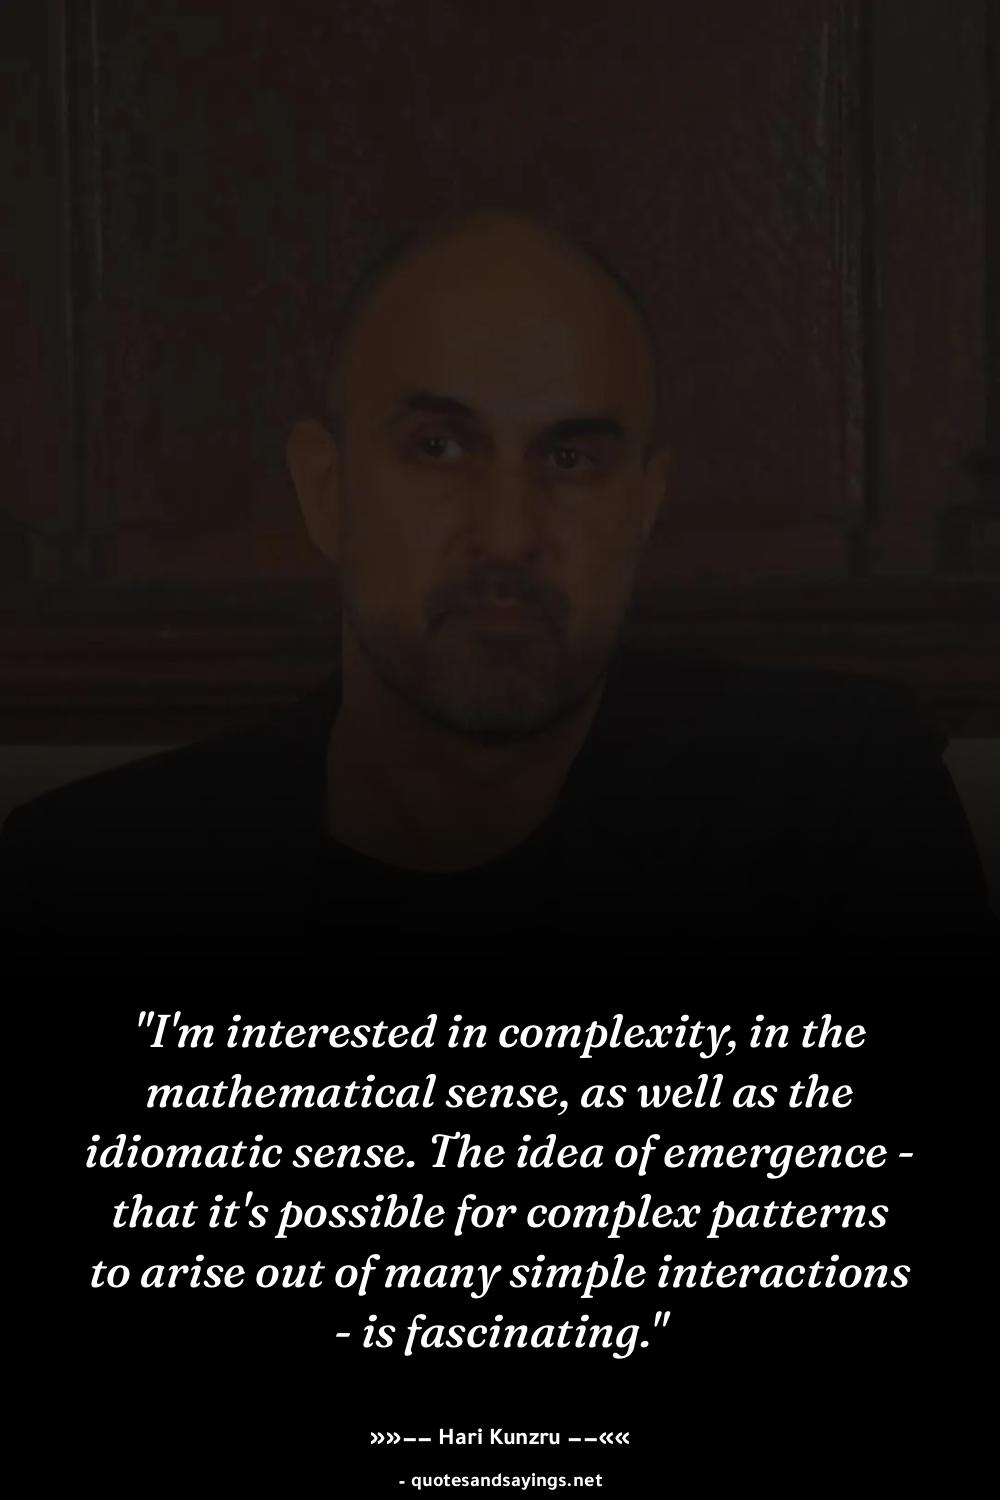 "I'm interested in complexity, in the
mathematical sense, as well as the
idiomatic sense. The idea of emergence -
that it's possible for complex patterns
to arise out of many simple interactions
- is fascinating."
»»–– Hari Kunzru ––««
- quotesandsayings.net